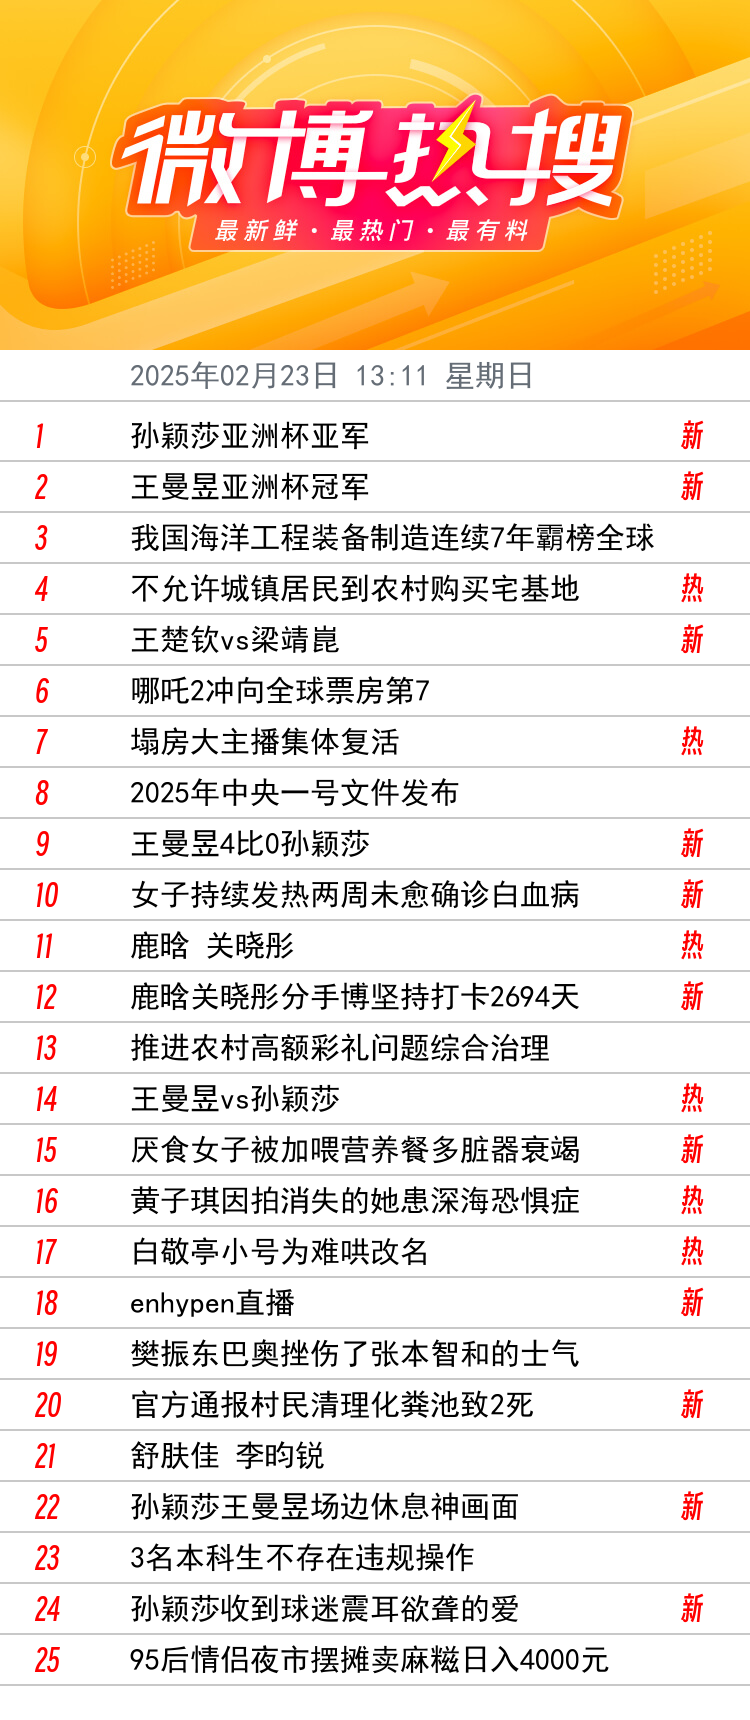 微博热搜
最新鲜·最热门·最有料
2025年02月23日 13:11 星期日
1 孙颖莎亚洲杯亚军 新
2 王曼昱亚洲杯冠军 新
3 我国海洋工程装备制造连续7年霸榜全球
4 不允许城镇居民到农村购买宅基地 热
5 王楚钦vs梁靖崑 新
6 哪吒2冲向全球票房第7
7 塌房大主播集体复活 热
8 2025年中央一号文件发布
9 王曼昱4比0孙颖莎 新
10 女子持续发热两周未愈确诊白血病 新
11 鹿晗 关晓彤 热
12 鹿晗关晓彤分手博坚持打卡2694天 新
13 推进农村高额彩礼问题综合治理
14 王曼昱vs孙颖莎 热
15 厌食女子被加喂营养餐多脏器衰竭 新
16 黄子琪因拍消失的她患深海恐惧症 热
17 白敬亭小号为难哄改名 热
18 enhypen直播 新
19 樊振东巴奥挫伤了张本智和的士气
20 官方通报村民清理化粪池致2死 新
21 舒肤佳 李昀锐
22 孙颖莎王曼昱场边休息神画面 新
23 3名本科生不存在违规操作
24 孙颖莎收到球迷震耳欲聋的爱 新
25 95后情侣夜市摆摊卖麻糍日入4000元